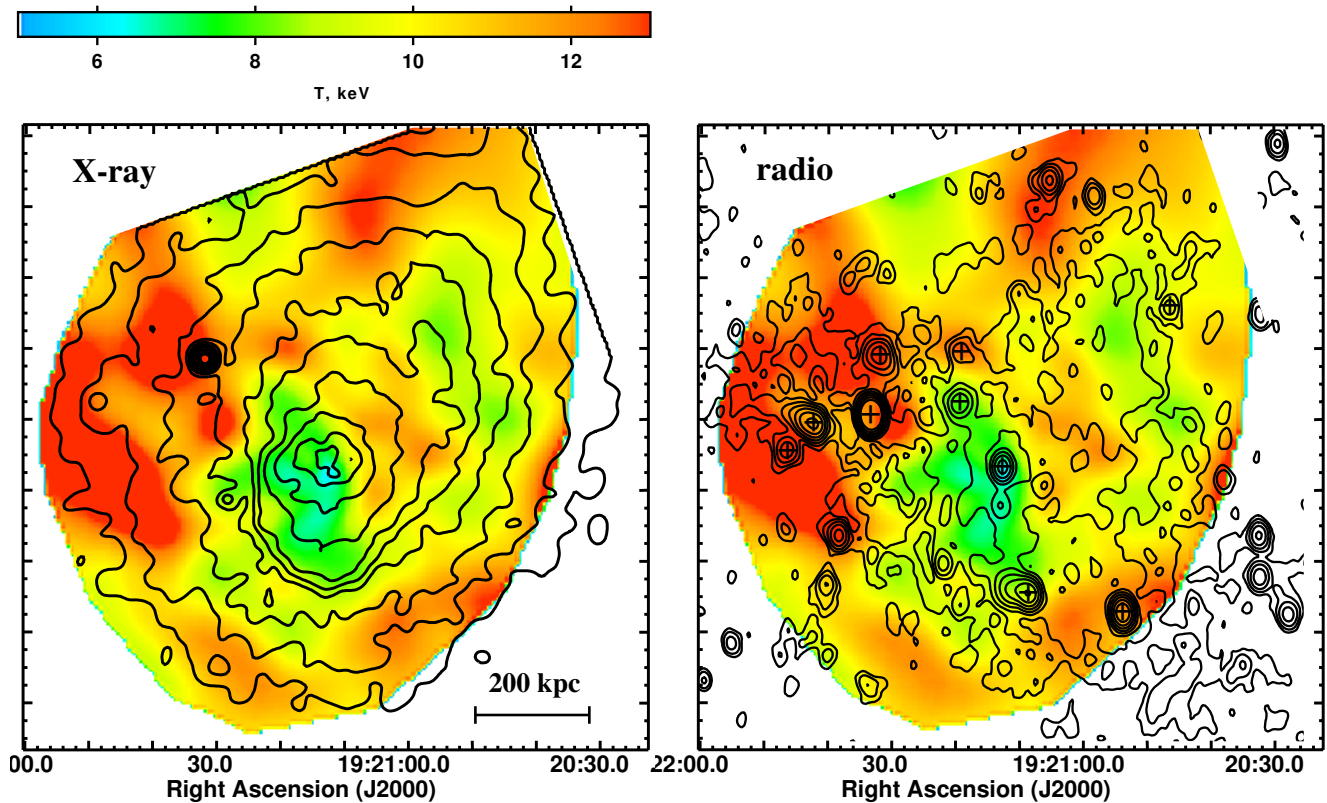 6 8 10 12
T, keV
X-ray
radio
200 kpc
00.0 30.0 19:21:00.0 20:30.0
22:00.0 30.0 19:21:00.0 20:30.0
Right Ascension (J2000)
Right Ascension (J2000)